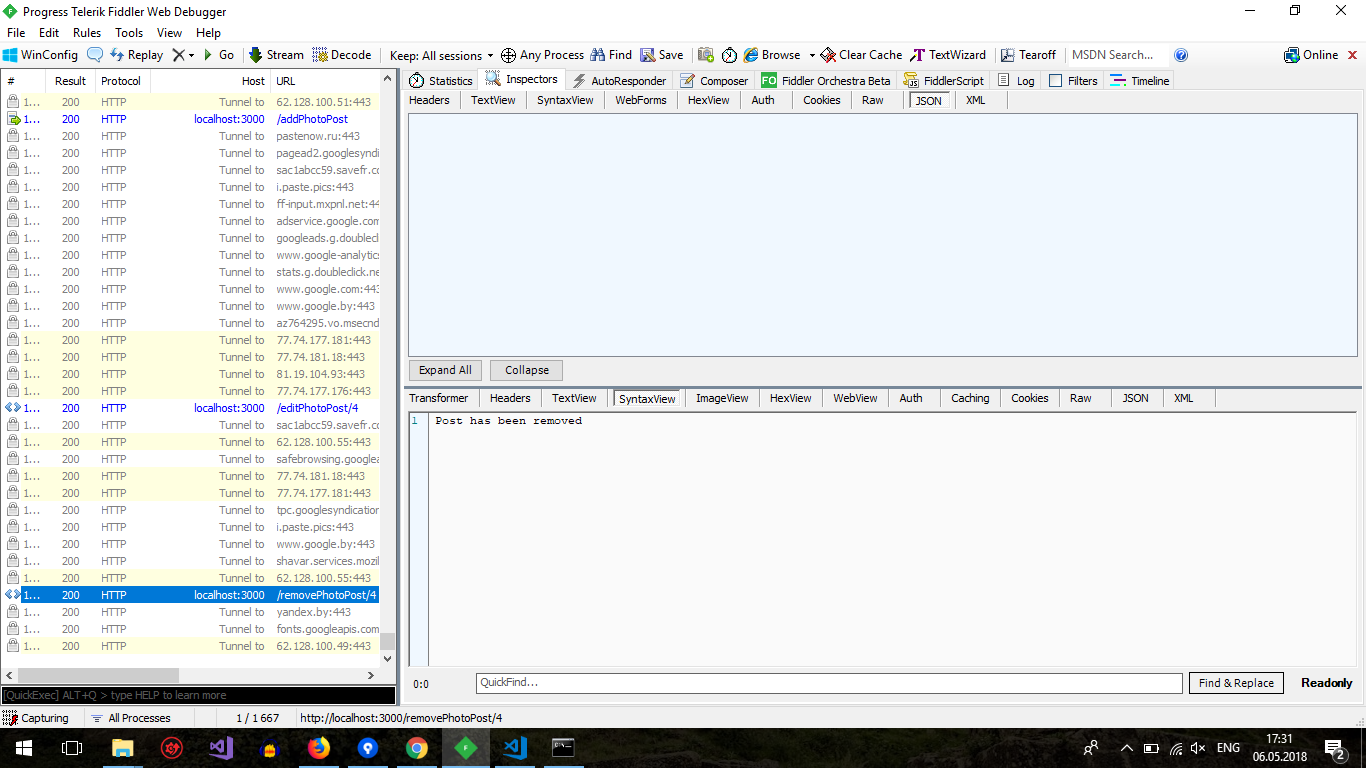 Progress Telerik Fiddler Web Debugger
File Edit Rules Tools View Help
WinConfig Replay Go Stream Decode Keep: All sessions Any Process Find Save Browse Clear Cache TextWizard Tearoff MSDN Search... Online
# Result Protocol Host URL
1... 200 HTTP Tunnel to 62.128.100.51:443
1... 200 HTTP localhost:3000 /addPhotoPost
1... 200 HTTP Tunnel to pastenow.ru:443
1... 200 HTTP Tunnel to pagead2.googlesyndi
1... 200 HTTP Tunnel to sac1abcc59.savefr.co
1... 200 HTTP Tunnel to i.paste.pics:443
1... 200 HTTP Tunnel to ff-input.mxpnl.net:44
1... 200 HTTP Tunnel to adservice.google.com
1... 200 HTTP Tunnel to googleads.g.doublecl
1... 200 HTTP Tunnel to www.google-analytics
1... 200 HTTP Tunnel to stats.g.doubleclick.ne
1... 200 HTTP Tunnel to www.google.com:443
1... 200 HTTP Tunnel to www.google.by:443
1... 200 HTTP Tunnel to az764295.vo.msecnd
1... 200 HTTP Tunnel to 77.74.177.181:443
1... 200 HTTP Tunnel to 77.74.181.18:443
1... 200 HTTP Tunnel to 81.19.104.93:443
1... 200 HTTP Tunnel to 77.74.177.176:443
1... 200 HTTP localhost:3000 /editPhotoPost/4
1... 200 HTTP Tunnel to sac1abcc59.savefr.co
1... 200 HTTP Tunnel to 62.128.100.55:443
1... 200 HTTP Tunnel to safebrowsing.googlea
1... 200 HTTP Tunnel to 77.74.181.18:443
1... 200 HTTP Tunnel to 77.74.177.181:443
1... 200 HTTP Tunnel to tpc.googlesyndication
1... 200 HTTP Tunnel to i.paste.pics:443
1... 200 HTTP Tunnel to www.google.by:443
1... 200 HTTP Tunnel to shavar.services.mozil
1... 200 HTTP Tunnel to 62.128.100.55:443
1... 200 HTTP localhost:3000 /removePhotoPost/4
1... 200 HTTP Tunnel to yandex.by:443
1... 200 HTTP Tunnel to fonts.googleapis.com
1... 200 HTTP Tunnel to 62.128.100.49:443
[QuickExec] ALT+Q > type HELP to learn more
Statistics Inspectors AutoResponder Composer FO Fiddler Orchestra Beta FiddlerScript Log Filters Timeline
Headers TextView SyntaxView WebForms HexView Auth Cookies Raw JSON XML
Expand All Collapse
Transformer Headers TextView SyntaxView ImageView HexView WebView Auth Caching Cookies Raw JSON XML
1 Post has been removed
0:0 QuickFind... Find & Replace Readonly
Capturing All Processes 1 / 1 667 http://localhost:3000/removePhotoPost/4
ENG 17:31
06.05.2018
2